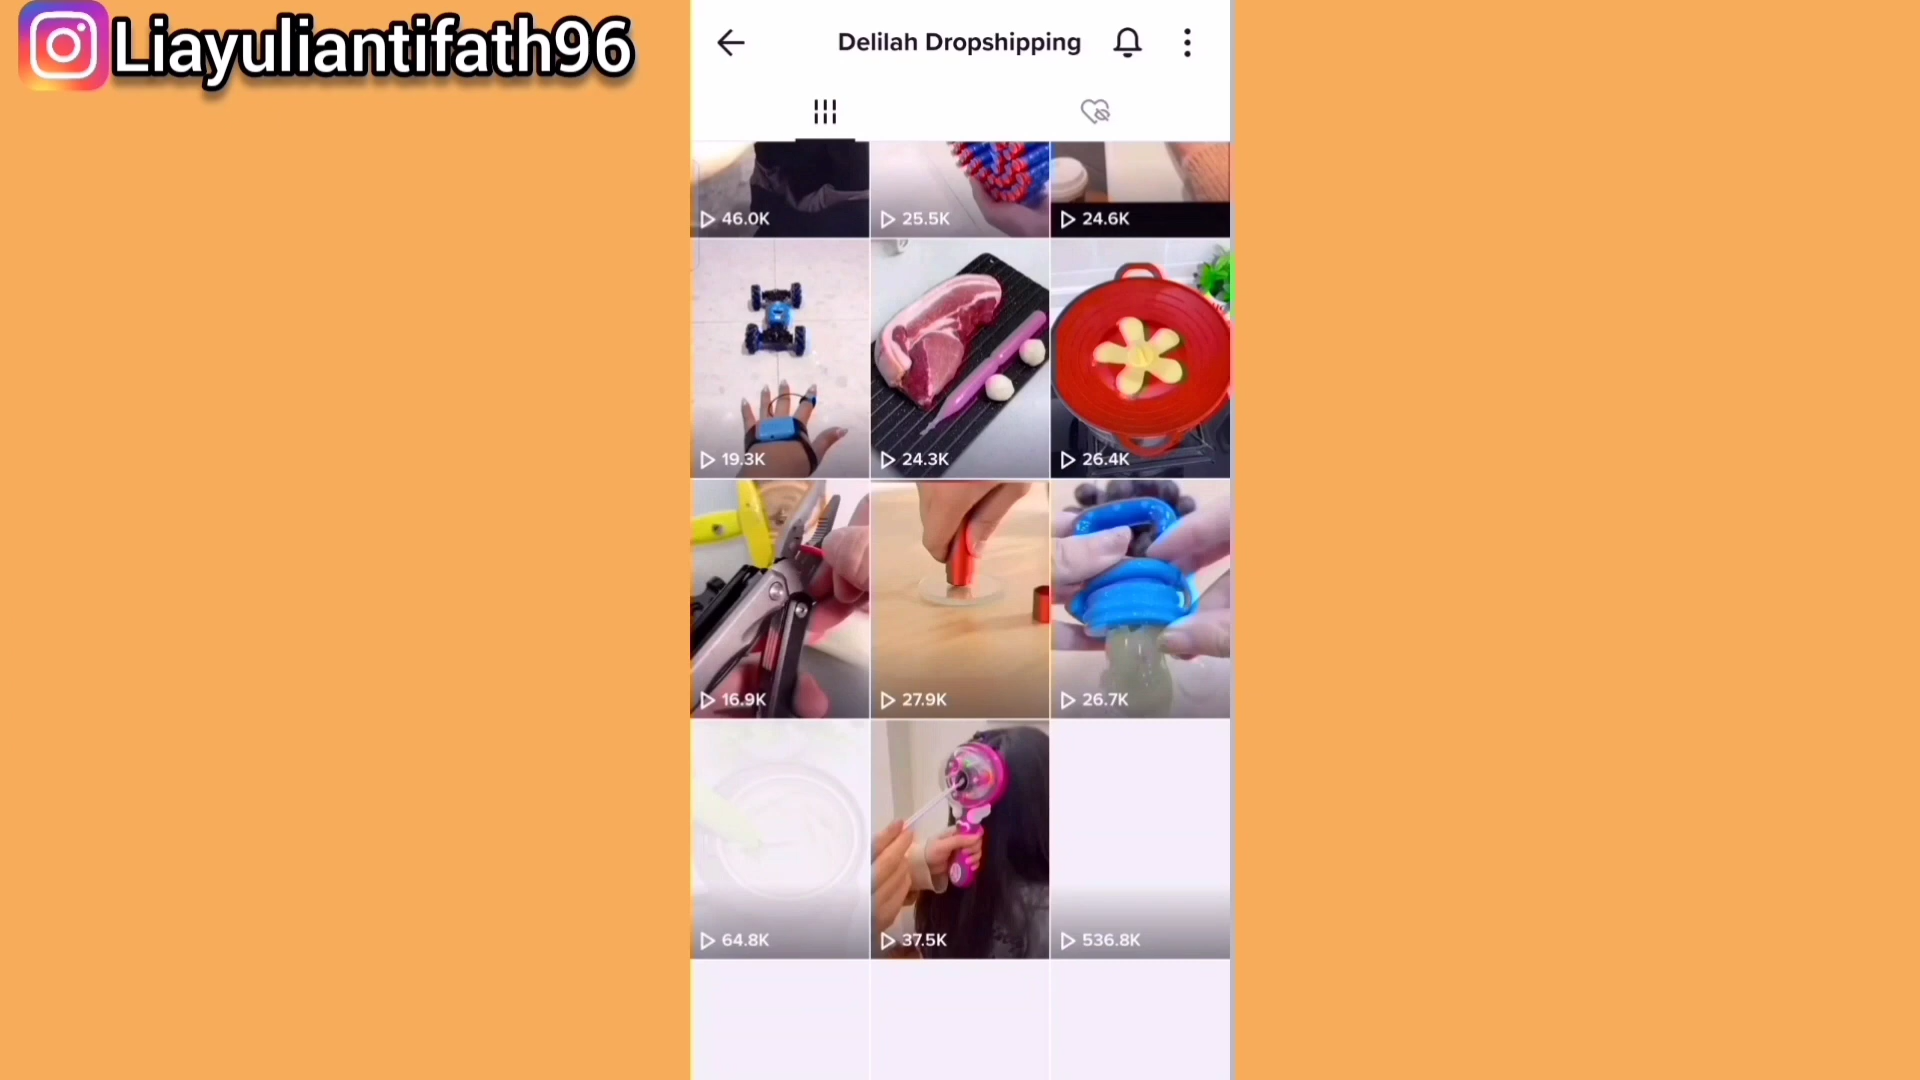 Liayuliantifath96
Delilah Dropshipping
46.0K
25.5K
24.6K
19.3K
24.3K
26.4K
16.9K
27.9K
26.7K
64.8K
37.5K
536.8K